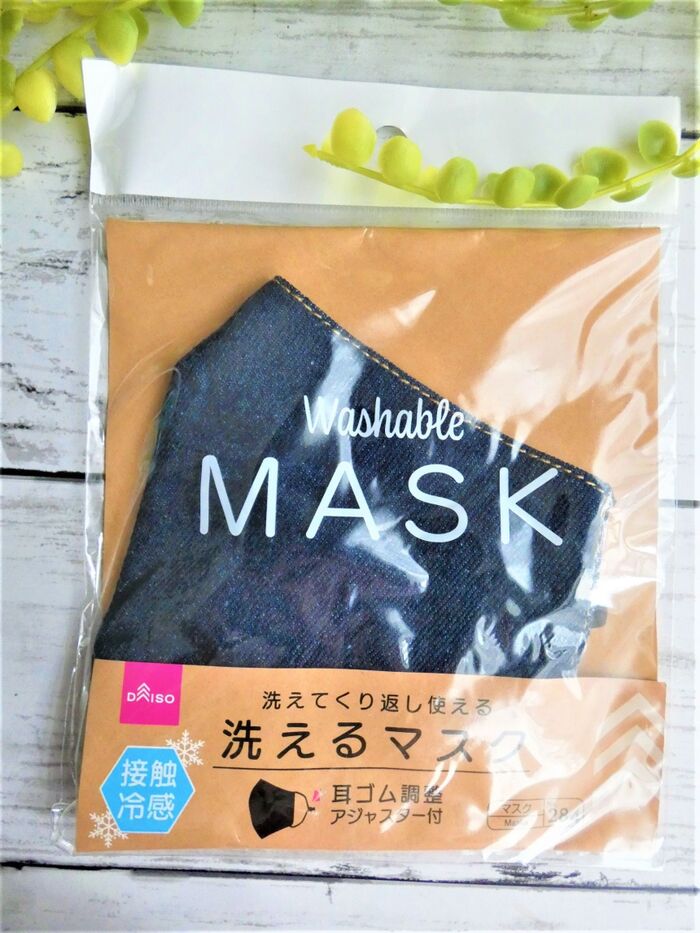 Washable
MASK
DAISO
洗えてくり返し使える
洗えるマスク
接触
冷感
耳ゴム調整
アジャスター付
マスク